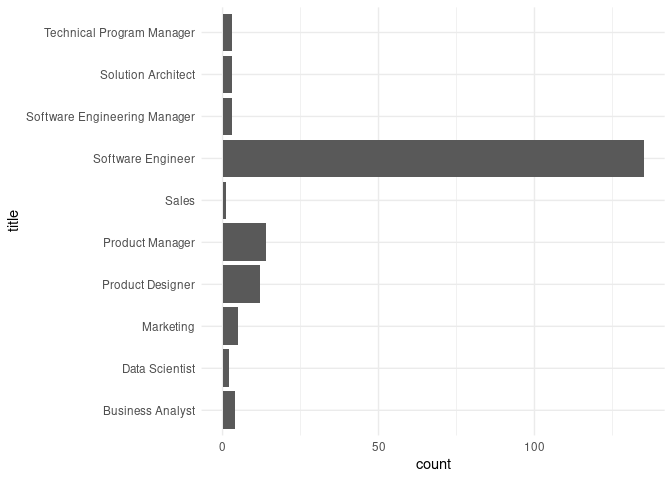 Technical Program Manager
Solution Architect
Software Engineering Manager
Software Engineer
Sales
Product Manager
Product Designer
Marketing
Data Scientist
Business Analyst
title
0 50 100
count